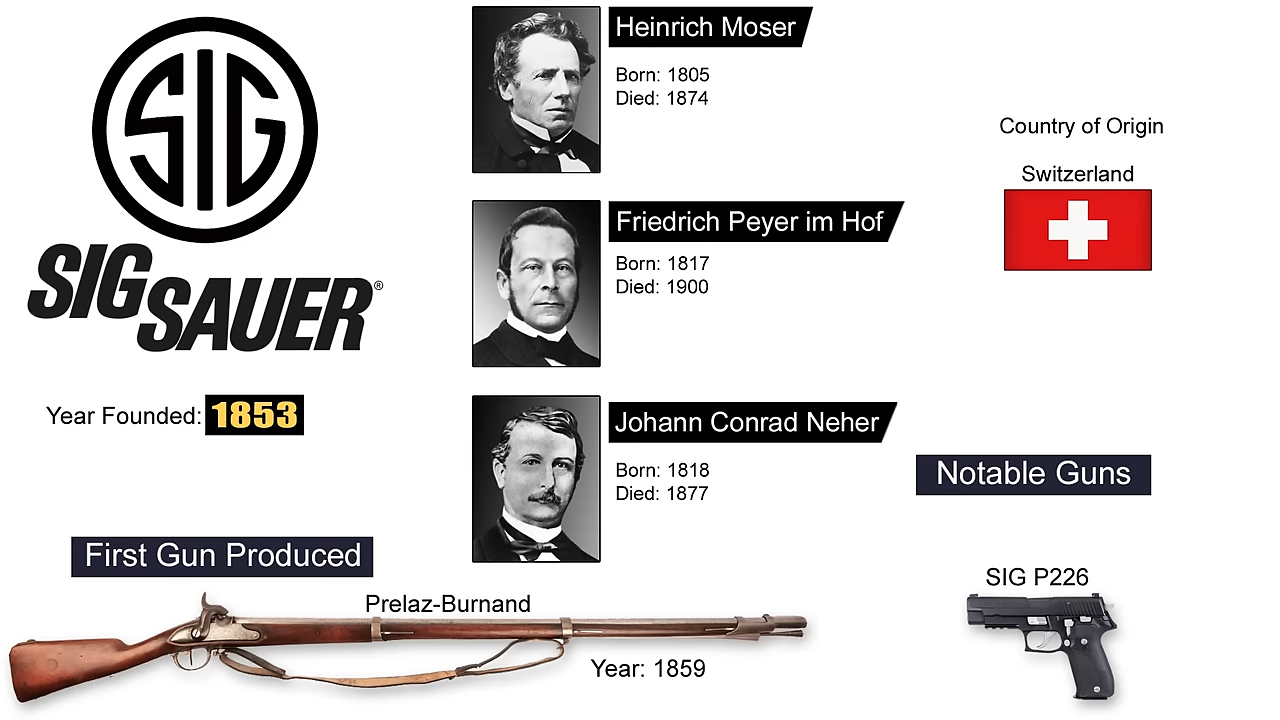 SIG
SIG SAUER®
Year Founded: 1853
Heinrich Moser
Born: 1805
Died: 1874
Friedrich Peyer im Hof
Born: 1817
Died: 1900
Johann Conrad Neher
Born: 1818
Died: 1877
Country of Origin
Switzerland
First Gun Produced
Prelaz-Burnand
Year: 1859
Notable Guns
SIG P226